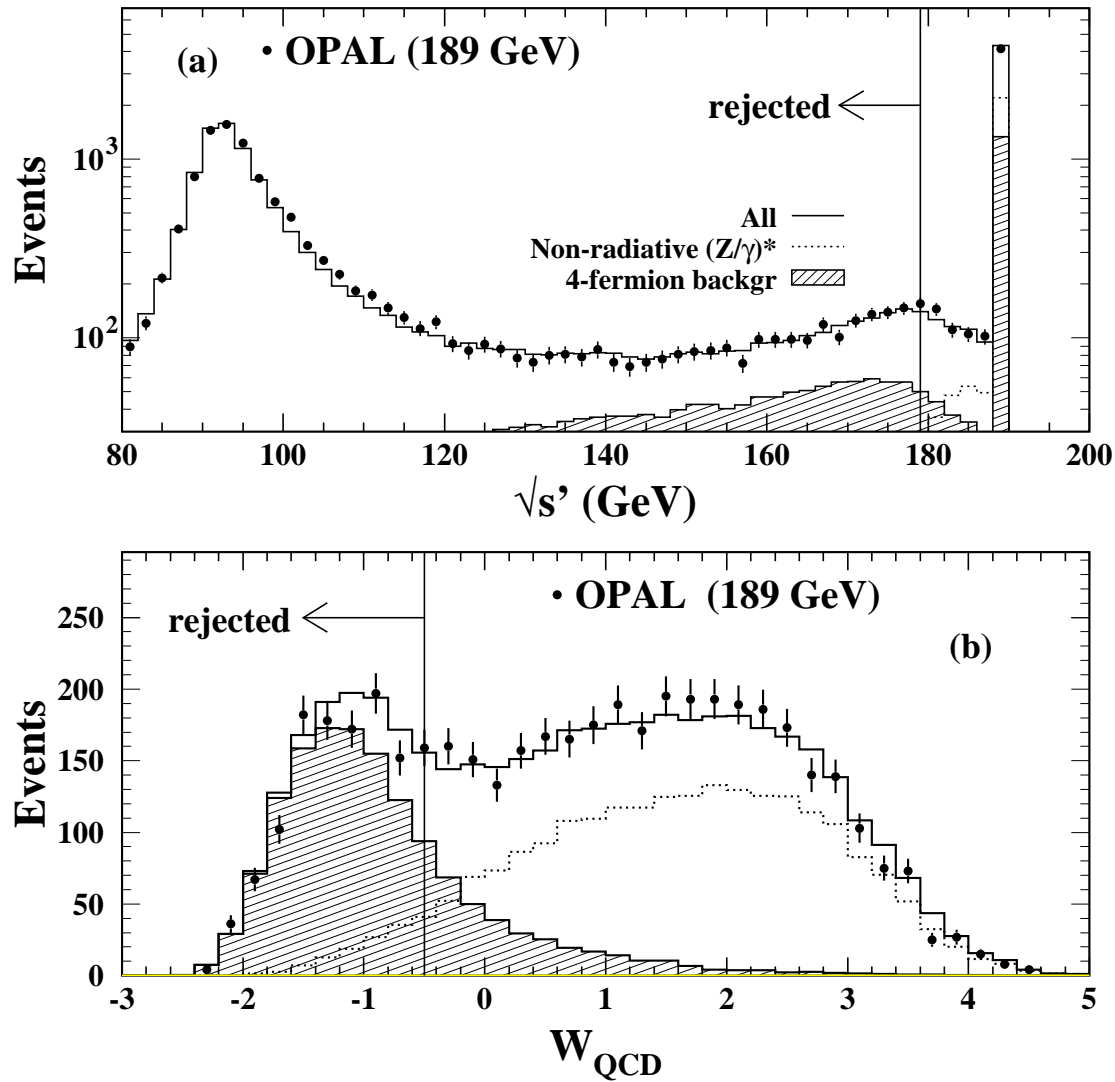 (a)
• OPAL (189 GeV)
rejected
All
Non-radiative (Z/γ)*
4-fermion backgr
10³
10²
Events
80 100 120 140 160 180 200
√s’ (GeV)
• OPAL (189 GeV)
rejected
(b)
250
200
150
100
50
0
Events
-3 -2 -1 0 1 2 3 4 5
W_QCD